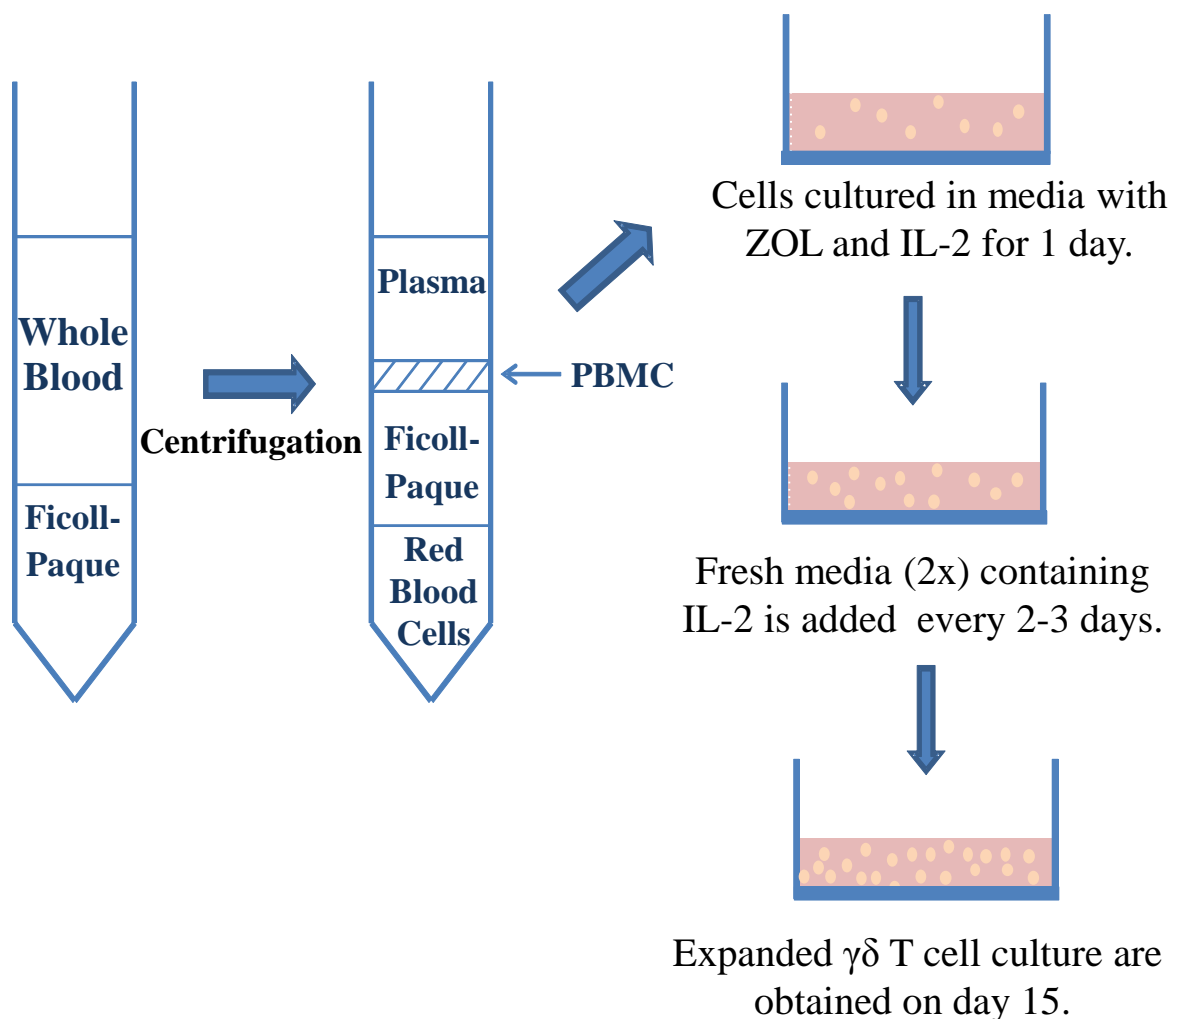 Whole
Blood
Ficoll-
Paque
Centrifugation
Plasma
PBMC
Ficoll-
Paque
Red
Blood
Cells
Cells cultured in media with
ZOL and IL-2 for 1 day.
Fresh media (2x) containing
IL-2 is added every 2-3 days.
Expanded γδ T cell culture are
obtained on day 15.